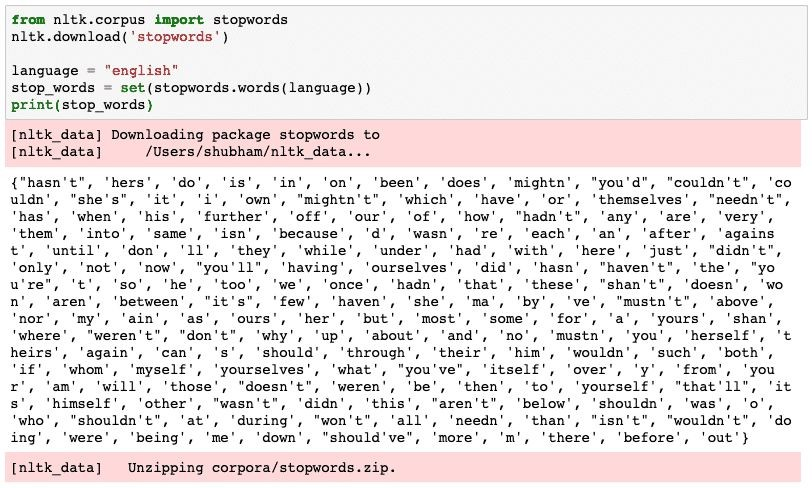 from nltk.corpus import stopwords
nltk.download('stopwords')
language = "english"
stop_words = set(stopwords.words(language))
print(stop_words)
[nltk_data] Downloading package stopwords to
[nltk_data]     /Users/shubham/nltk_data...
{"hasn't", 'hers', 'do', 'is', 'in', 'on', 'been', 'does', 'mightn', "you'd", "couldn't", 'co
uldn', "she's", 'it', 'i', 'own', "mightn't", 'which', 'have', 'or', 'themselves', "needn't",
'has', 'when', 'his', 'further', 'off', 'our', 'of', 'how', "hadn't", 'any', 'are', 'very',
'them', 'into', 'same', 'isn', 'because', 'd', 'wasn', 're', 'each', 'an', 'after', 'agains
t', 'until', 'don', 'll', 'they', 'while', 'under', 'had', 'with', 'here', 'just', "didn't",
'only', 'not', 'now', "you'll", 'having', 'ourselves', 'did', 'hasn', "haven't", 'the', "yo
u're", 't', 'so', 'he', 'too', 'we', 'once', 'hadn', 'that', 'these', "shan't", 'doesn', 'wo
n', 'aren', 'between', "it's", 'few', 'haven', 'she', 'ma', 'by', 've', "mustn't", 'above',
'nor', 'my', 'ain', 'as', 'ours', 'her', 'but', 'most', 'some', 'for', 'a', 'yours', 'shan',
'where', "weren't", "don't", 'why', 'up', 'about', 'and', 'no', 'mustn', 'you', 'herself', 't
heirs', 'again', 'can', 's', 'should', 'through', 'their', 'him', 'wouldn', 'such', 'both',
'if', 'whom', 'myself', 'yourselves', 'what', "you've", 'itself', 'over', 'y', 'from', 'you
r', 'am', 'will', 'those', "doesn't", 'weren', 'be', 'then', 'to', 'yourself', "that'll", 'it
s', 'himself', 'other', "wasn't", 'didn', 'this', "aren't", 'below', 'shouldn', 'was', 'o',
'who', "shouldn't", 'at', 'during', "won't", 'all', 'needn', 'than', "isn't", "wouldn't", 'do
ing', 'were', 'being', 'me', 'down', "should've", 'more', 'm', 'there', 'before', 'out'}
[nltk_data]   Unzipping corpora/stopwords.zip.